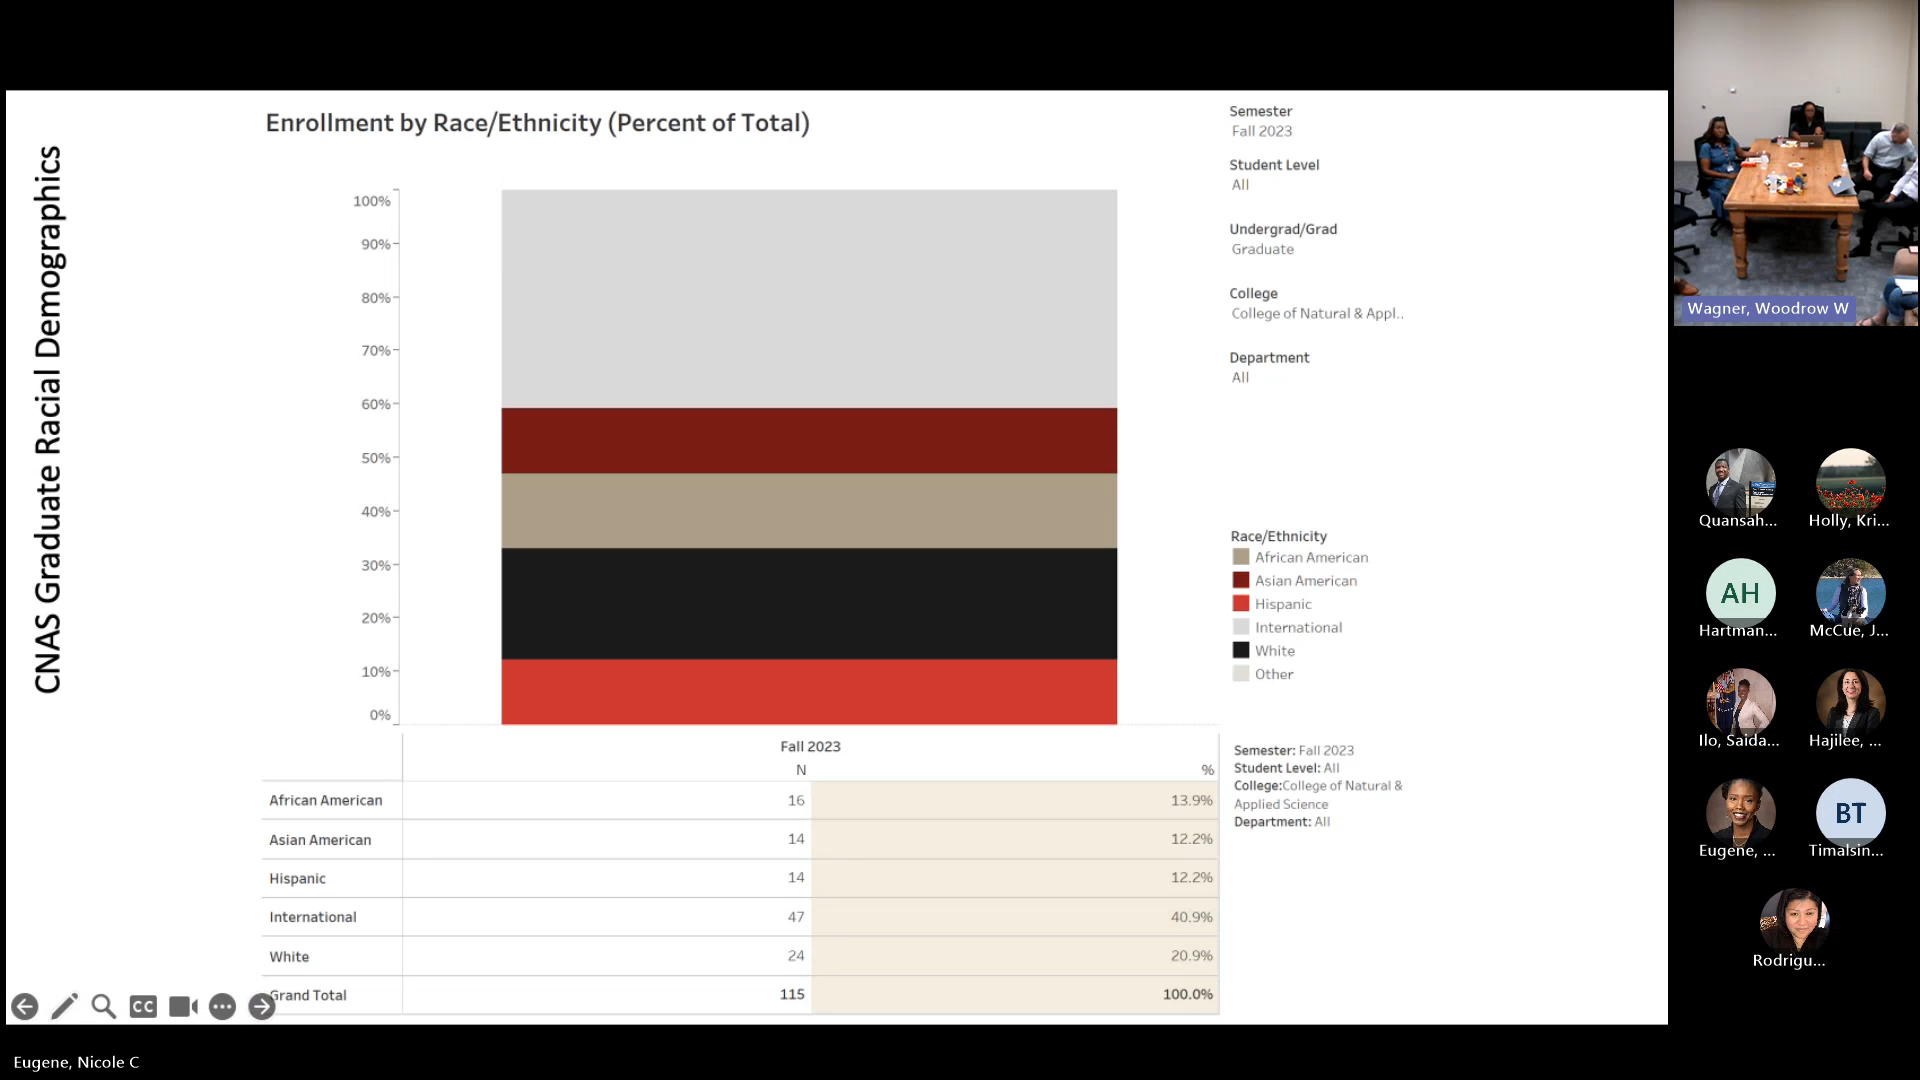 CNAS Graduate Racial Demographics
Enrollment by Race/Ethnicity (Percent of Total)
100%
90%
80%
70%
60%
50%
40%
30%
20%
10%
0%
Semester
Fall 2023
Student Level
All
Undergrad/Grad
Graduate
College
College of Natural & Appl..
Department
All
Race/Ethnicity
African American
Asian American
Hispanic
International
White
Other
Fall 2023
N %
African American 16 13.9%
Asian American 14 12.2%
Hispanic 14 12.2%
International 47 40.9%
White 24 20.9%
Grand Total 115 100.0%
Semester: Fall 2023
Student Level: All
College:College of Natural &
Applied Science
Department: All
CC
Eugene, Nicole C
Wagner, Woodrow W
Quansah... Holly, Kri...
AH
Hartman... McCue, J...
Ilo, Saida... Hajilee, ...
BT
Eugene, ... Timalsin...
Rodrigu...